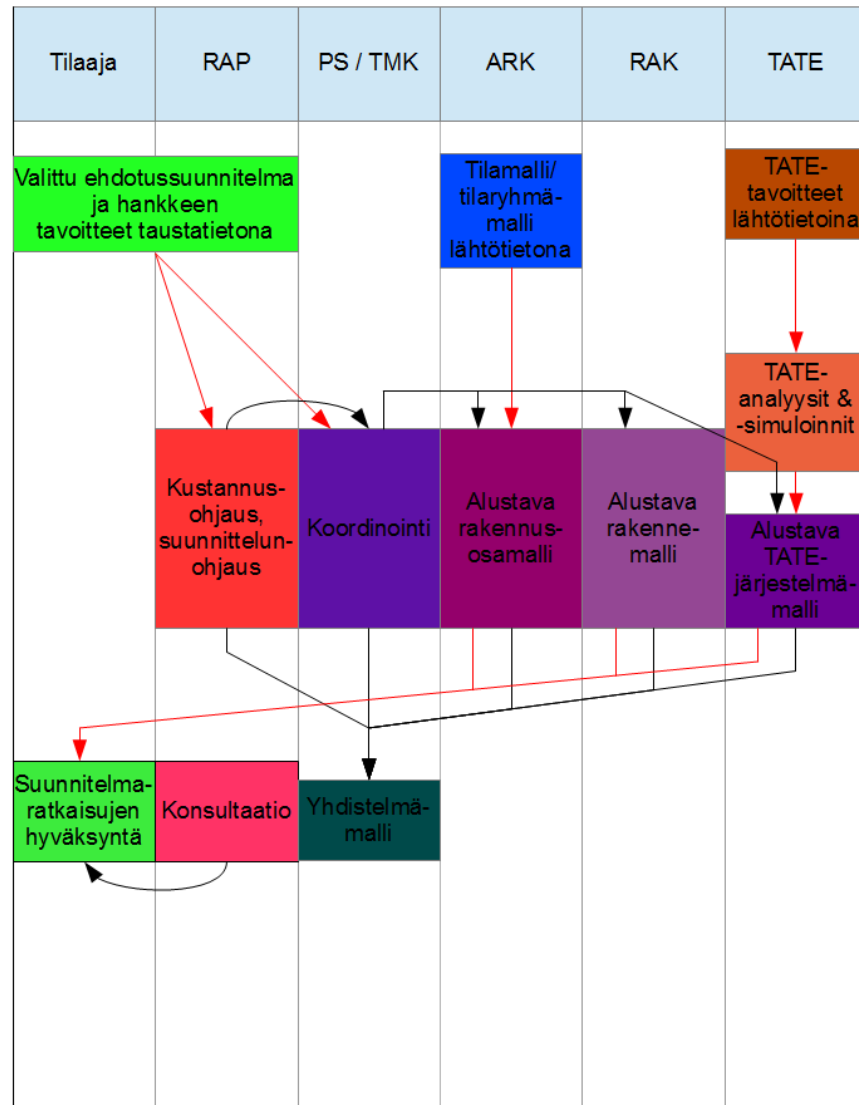 Tilaaja
RAP
PS / TMK
ARK
RAK
TATE
Valittu ehdotussuunnitelma
ja hankkeen
tavoitteet taustatietona
Tilamalli/
tilaryhmä-
malli
lähtötietona
TATE-
tavoitteet
lähtötietoina
TATE-
analyysit &
-simuloinnit
Kustannus-
ohjaus,
suunnittelun-
ohjaus
Koordinointi
Alustava
rakennus-
osamalli
Alustava
rakenne-
malli
Alustava
TATE-
järjestelmä-
malli
Suunnitelma-
ratkaisujen
hyväksyntä
Konsultaatio
Yhdistelmä-
malli